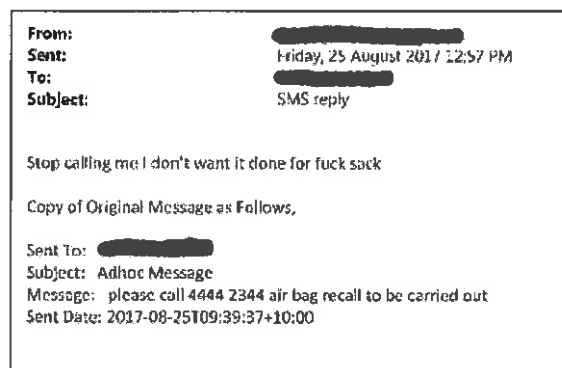 From:
Sent: Friday, 25 August 2017 12:57 PM
To:
Subject: SMS reply
Stop calling me I don't want it done for fuck sack
Copy of Original Message as Follows,
Sent To:
Subject: Adhoc Message
Message: please call 4444 2344 air bag recall to be carried out
Sent Date: 2017-08-25T09:39:37+10:00